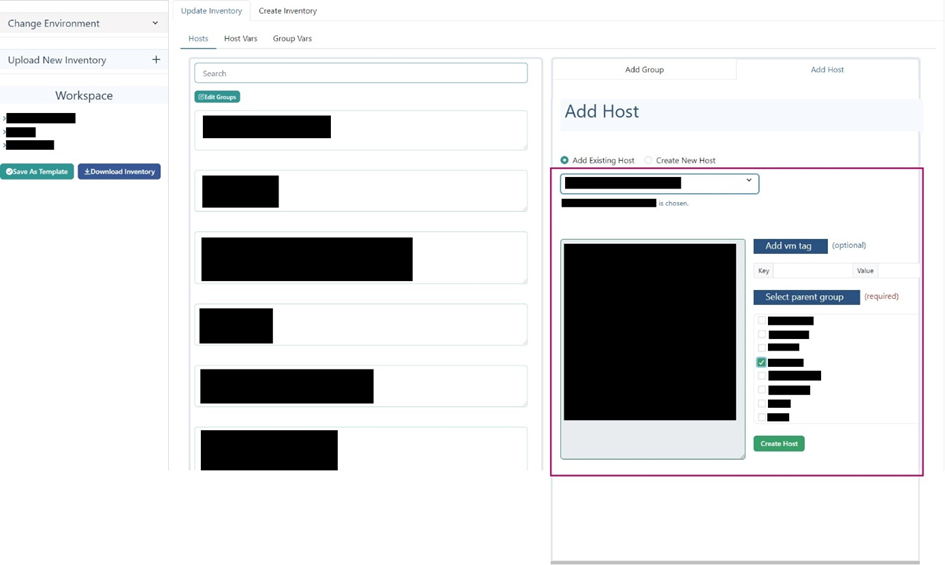 Change Environment
Upload New Inventory +
Workspace
Save As Template
Download Inventory
Update Inventory
Create Inventory
Hosts
Host Vars
Group Vars
Search
Edit Groups
Add Group
Add Host
Add Host
Add Existing Host
Create New Host
is chosen.
Add vm tag (optional)
Key
Value
Select parent group (required)
Create Host